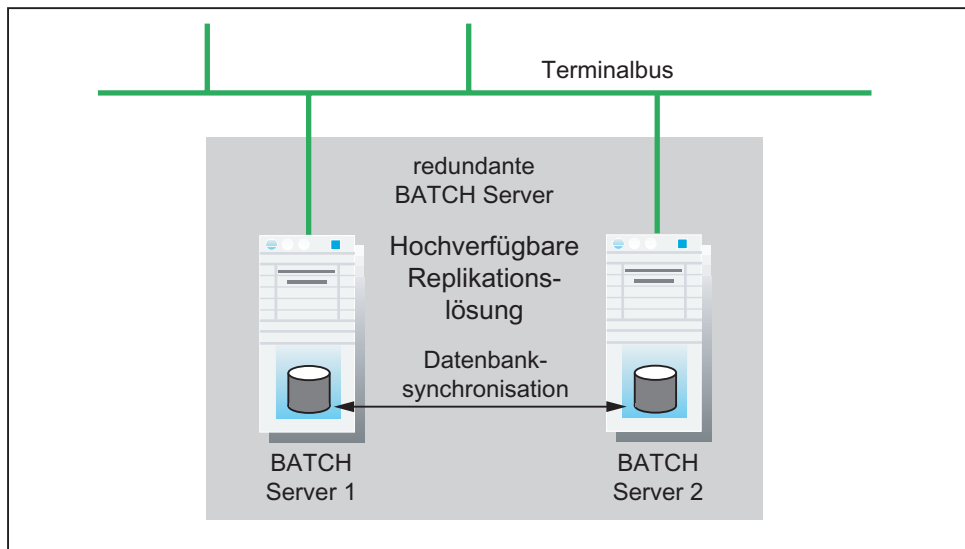 Terminalbus
redundante
BATCH Server
Hochverfügbare
Replikations-
lösung
Datenbank-
synchronisation
BATCH
Server 1
BATCH
Server 2